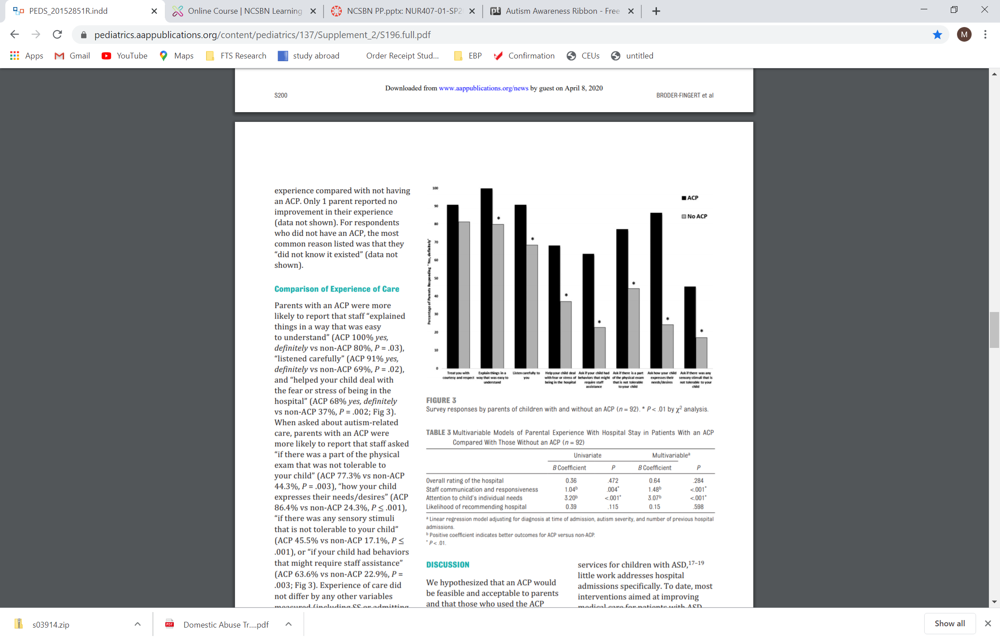 PEDS_20152851R.indd
Online Course | NCSBN Learning
NCSBN PP.pptx: NUR407-01-SP2
Autism Awareness Ribbon - Free
pediatrics.aappublications.org/content/pediatrics/137/Supplement_2/S196.full.pdf
M
Apps
Gmail
YouTube
Maps
FTS Research
study abroad
Order Receipt Stud...
EBP
Confirmation
CEUs
untitled
Downloaded from www.aappublications.org/news by guest on April 8, 2020
S200
BRODER-FINGERT et al
experience compared with not having
an ACP. Only 1 parent reported no
improvement in their experience
(data not shown). For respondents
who did not have an ACP, the most
common reason listed was that they
“did not know it existed” (data not
shown).
Comparison of Experience of Care
Parents with an ACP were more
likely to report that staff “explained
things in a way that was easy
to understand” (ACP 100% yes,
definitely vs non-ACP 80%, P = .03),
“listened carefully” (ACP 91% yes,
definitely vs non-ACP 69%, P = .02),
and “helped your child deal with
the fear or stress of being in the
hospital” (ACP 68% yes, definitely
vs non-ACP 37%, P = .002; Fig 3).
When asked about autism-related
care, parents with an ACP were
more likely to report that staff asked
“if there was a part of the physical
exam that was not tolerable to
your child” (ACP 77.3% vs non-ACP
44.3%, P = .003), “how your child
expresses their needs/desires” (ACP
86.4% vs non-ACP 24.3%, P ≤ .001),
“if there was any sensory stimuli
that is not tolerable to your child”
(ACP 45.5% vs non-ACP 17.1%, P ≤
.001), or “if your child had behaviors
that might require staff assistance”
(ACP 63.6% vs non-ACP 22.9%, P =
.003; Fig 3). Experience of care did
not differ by any other variables
measured (including SS or admitting
Percentage of Parents Responding "Yes, definitely"
100
90
80
70
60
50
40
30
20
10
0
ACP
No ACP
*
*
*
*
*
*
*
Treat you with
courtesy and respect
Explain things in a
way that was easy to
understand
Listen carefully to
you
Help your child deal
with fear or stress of
being in the hospital
Ask if your child had
behaviors that might
require staff
assistance
Ask if there is a part
of the physical exam
that is not tolerable
to your child
Ask how your child
expresses their
needs/desires
Ask if there was any
sensory stimuli that is
not tolerable to your
child
FIGURE 3
Survey responses by parents of children with and without an ACP (n = 92). * P < .01 by χ² analysis.
TABLE 3 Multivariable Models of Parental Experience With Hospital Stay in Patients With an ACP
Compared With Those Without an ACP (n = 92)
Univariate Multivariableᵃ
B Coefficient P B Coefficient P
Overall rating of the hospital 0.36 .472 0.64 .284
Staff communication and responsiveness 1.04ᵇ .004* 1.48ᵇ <.001*
Attention to child’s individual needs 3.20ᵇ <.001* 3.07ᵇ <.001*
Likelihood of recommending hospital 0.39 .115 0.15 .598
ᵃ Linear regression model adjusting for diagnosis at time of admission, autism severity, and number of previous hospital
admissions.
ᵇ Positive coefficient indicates better outcomes for ACP versus non-ACP.
* P < .01.
DISCUSSION
We hypothesized that an ACP would
be feasible and acceptable to parents
and that those who used the ACP
services for children with ASD,¹⁷⁻¹⁹
little work addresses hospital
admissions specifically. To date, most
interventions aimed at improving
medical care for patients with ASD
s03914.zip
Domestic Abuse Tr....pdf
Show all